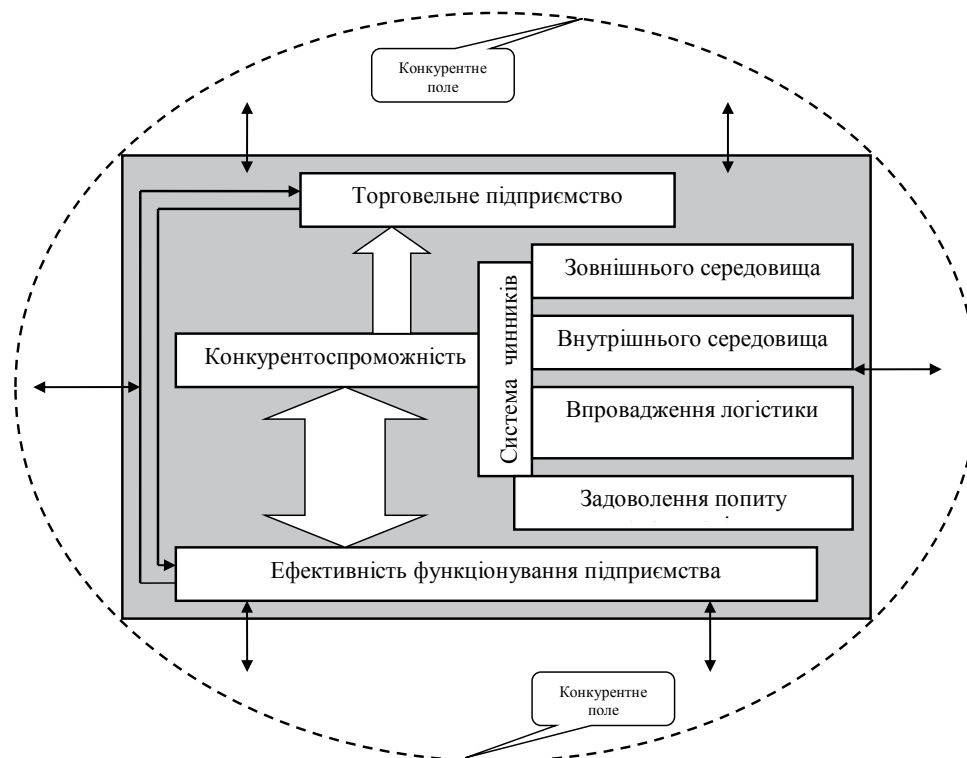 Конкурентне
поле
Торговельне підприємство
Зовнішнього середовища
Система чинників
Внутрішнього середовища
Конкурентоспроможність
Впровадження логістики
Задоволення попиту
Ефективність функціонування підприємства
Конкурентне
поле